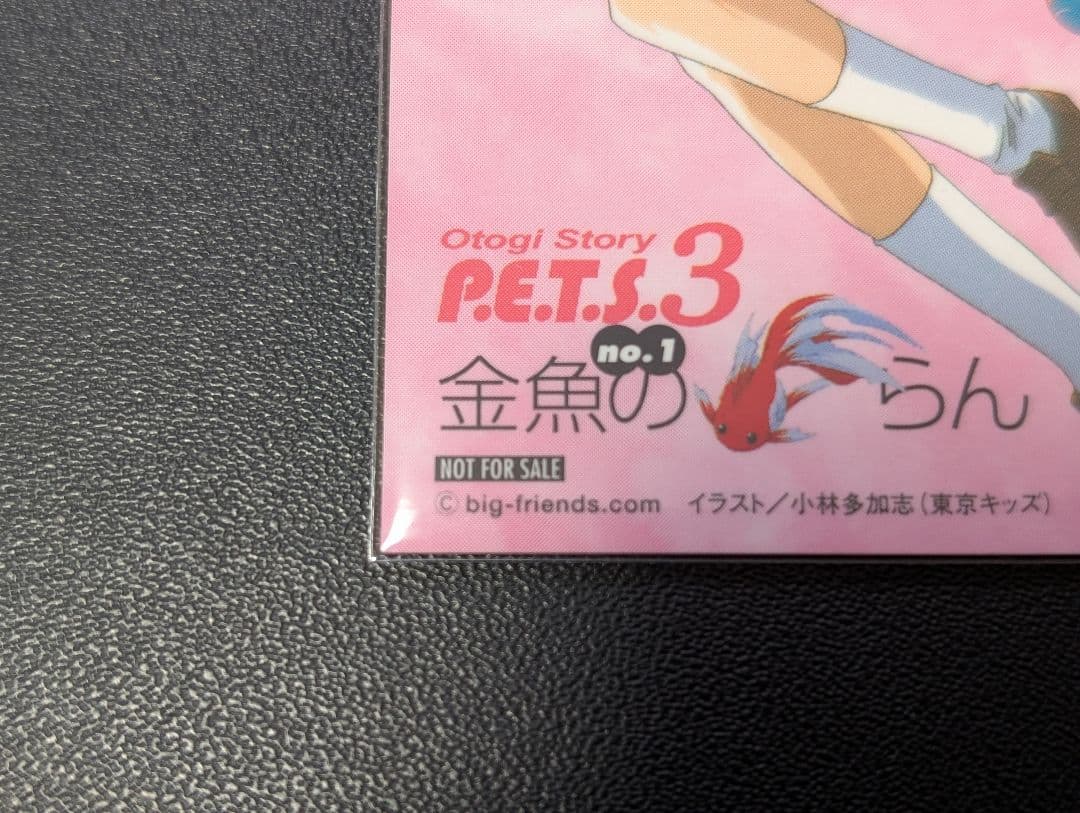 Otogi Story
P.E.T.S.3
no.1
金魚のらん
NOT FOR SALE
© big-friends.com イラスト／小林多加志（東京キッズ）